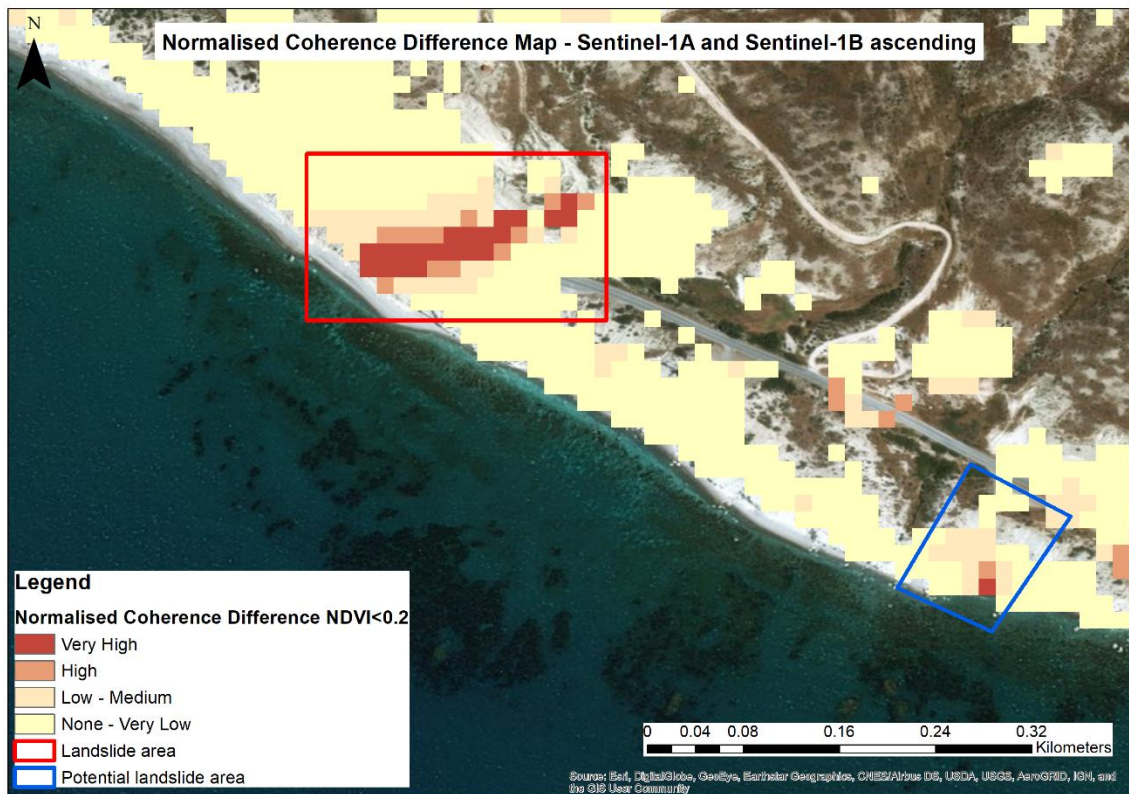 N
Normalised Coherence Difference Map - Sentinel-1A and Sentinel-1B ascending
Legend
Normalised Coherence Difference NDVI<0.2
Very High
High
Low - Medium
None - Very Low
Landslide area
Potential landslide area
0 0.04 0.08 0.16 0.24 0.32
Kilometers
Source: Esri, DigitalGlobe, GeoEye, Earthstar Geographics, CNES/Airbus DS, USDA, USGS, AeroGRID, IGN, and
the GIS User Community